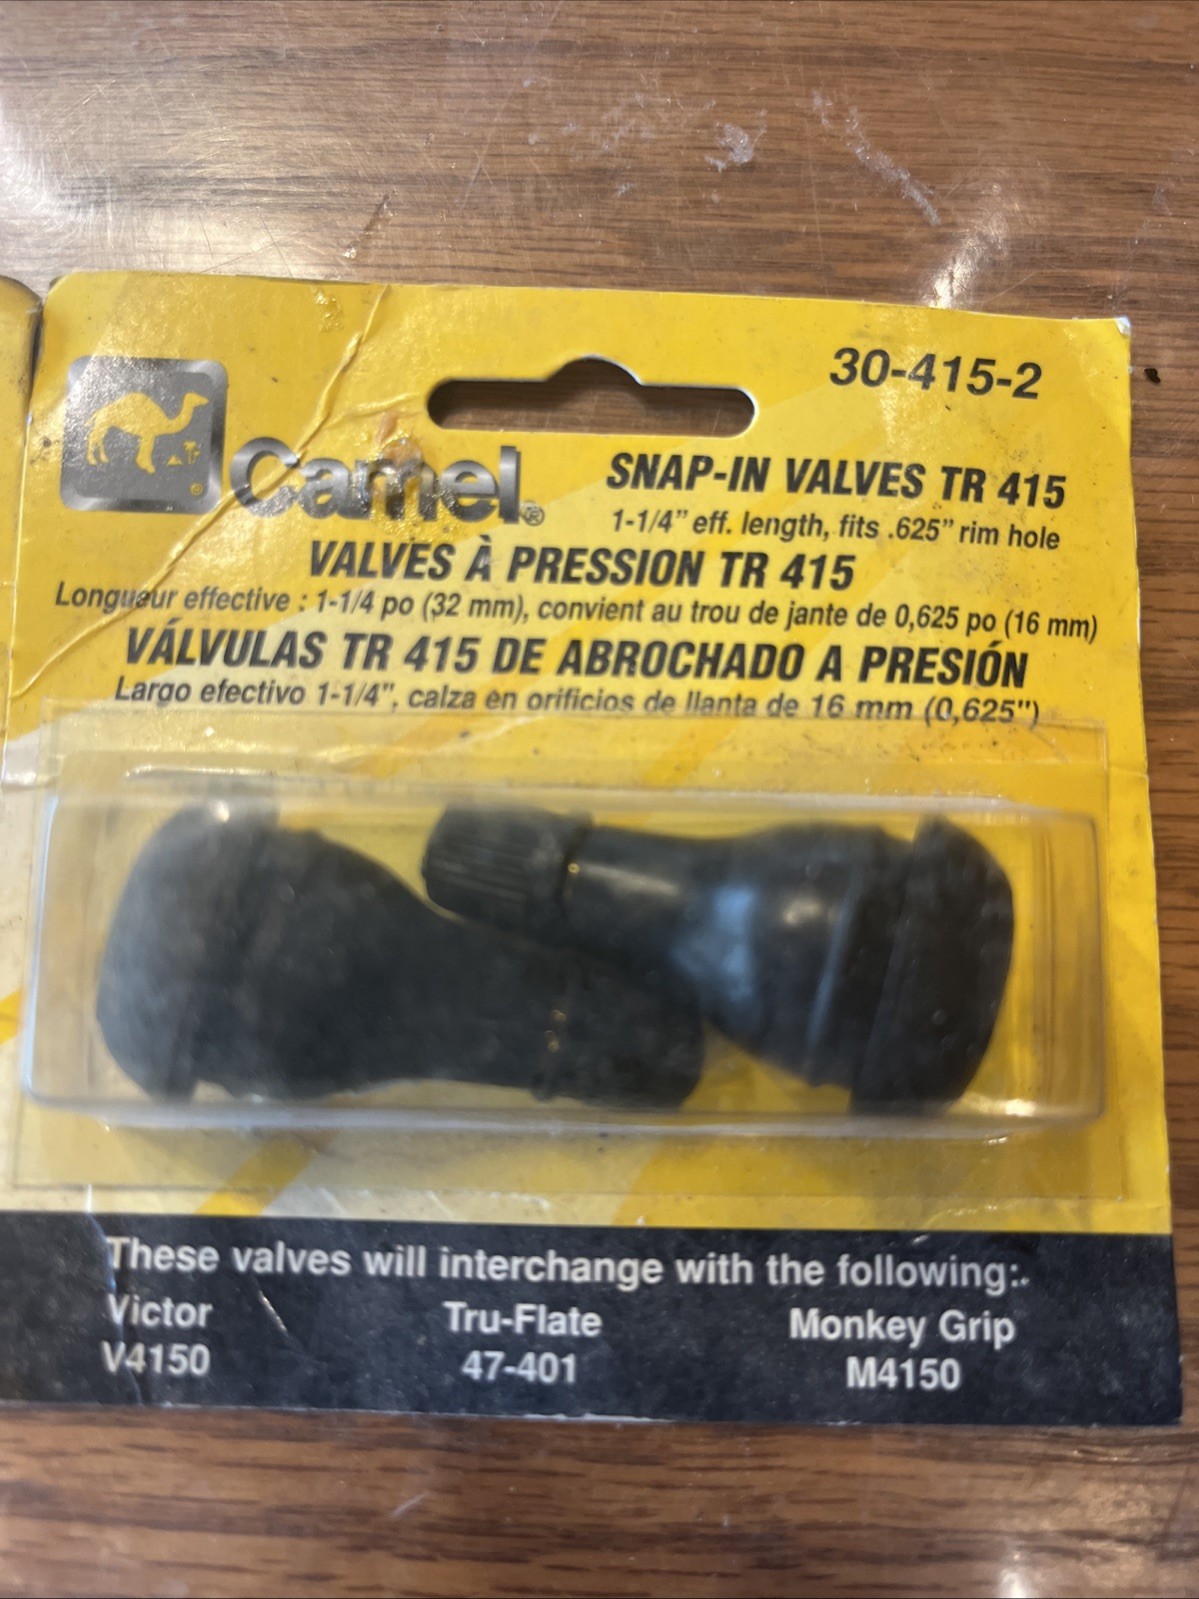 30-415-2
Camel®
SNAP-IN VALVES TR 415
1-1/4" eff. length, fits .625" rim hole
VALVES À PRESSION TR 415
Longueur effective : 1-1/4 po (32 mm), convient au trou de jante de 0,625 po (16 mm)
VÁLVULAS TR 415 DE ABROCHADO A PRESIÓN
Largo efectivo 1-1/4", calza en orificios de llanta de 16 mm (0,625")
These valves will interchange with the following:
Victor Tru-Flate Monkey Grip
V4150 47-401 M4150